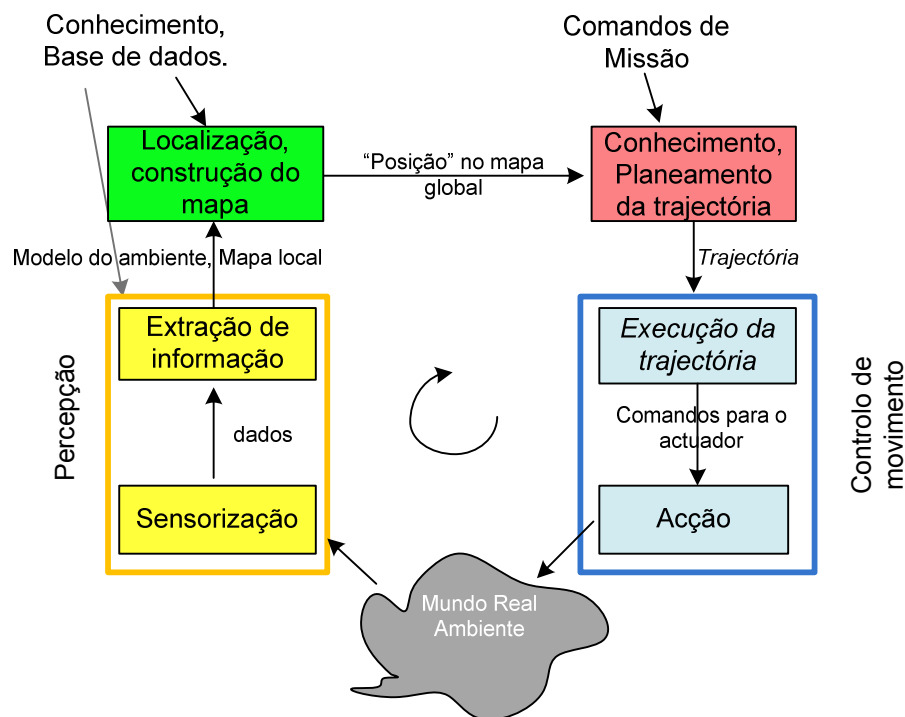 Conhecimento,
Base de dados.
Comandos de
Missão
Localização,
construção do
mapa
“Posição” no mapa
global
Conhecimento,
Planeamento
da trajectória
Modelo do ambiente, Mapa local
Trajectória
Percepção
Extração de
informação
dados
Sensorização
Execução da
trajectória
Comandos para o
actuador
Acção
Controlo de
movimento
Mundo Real
Ambiente